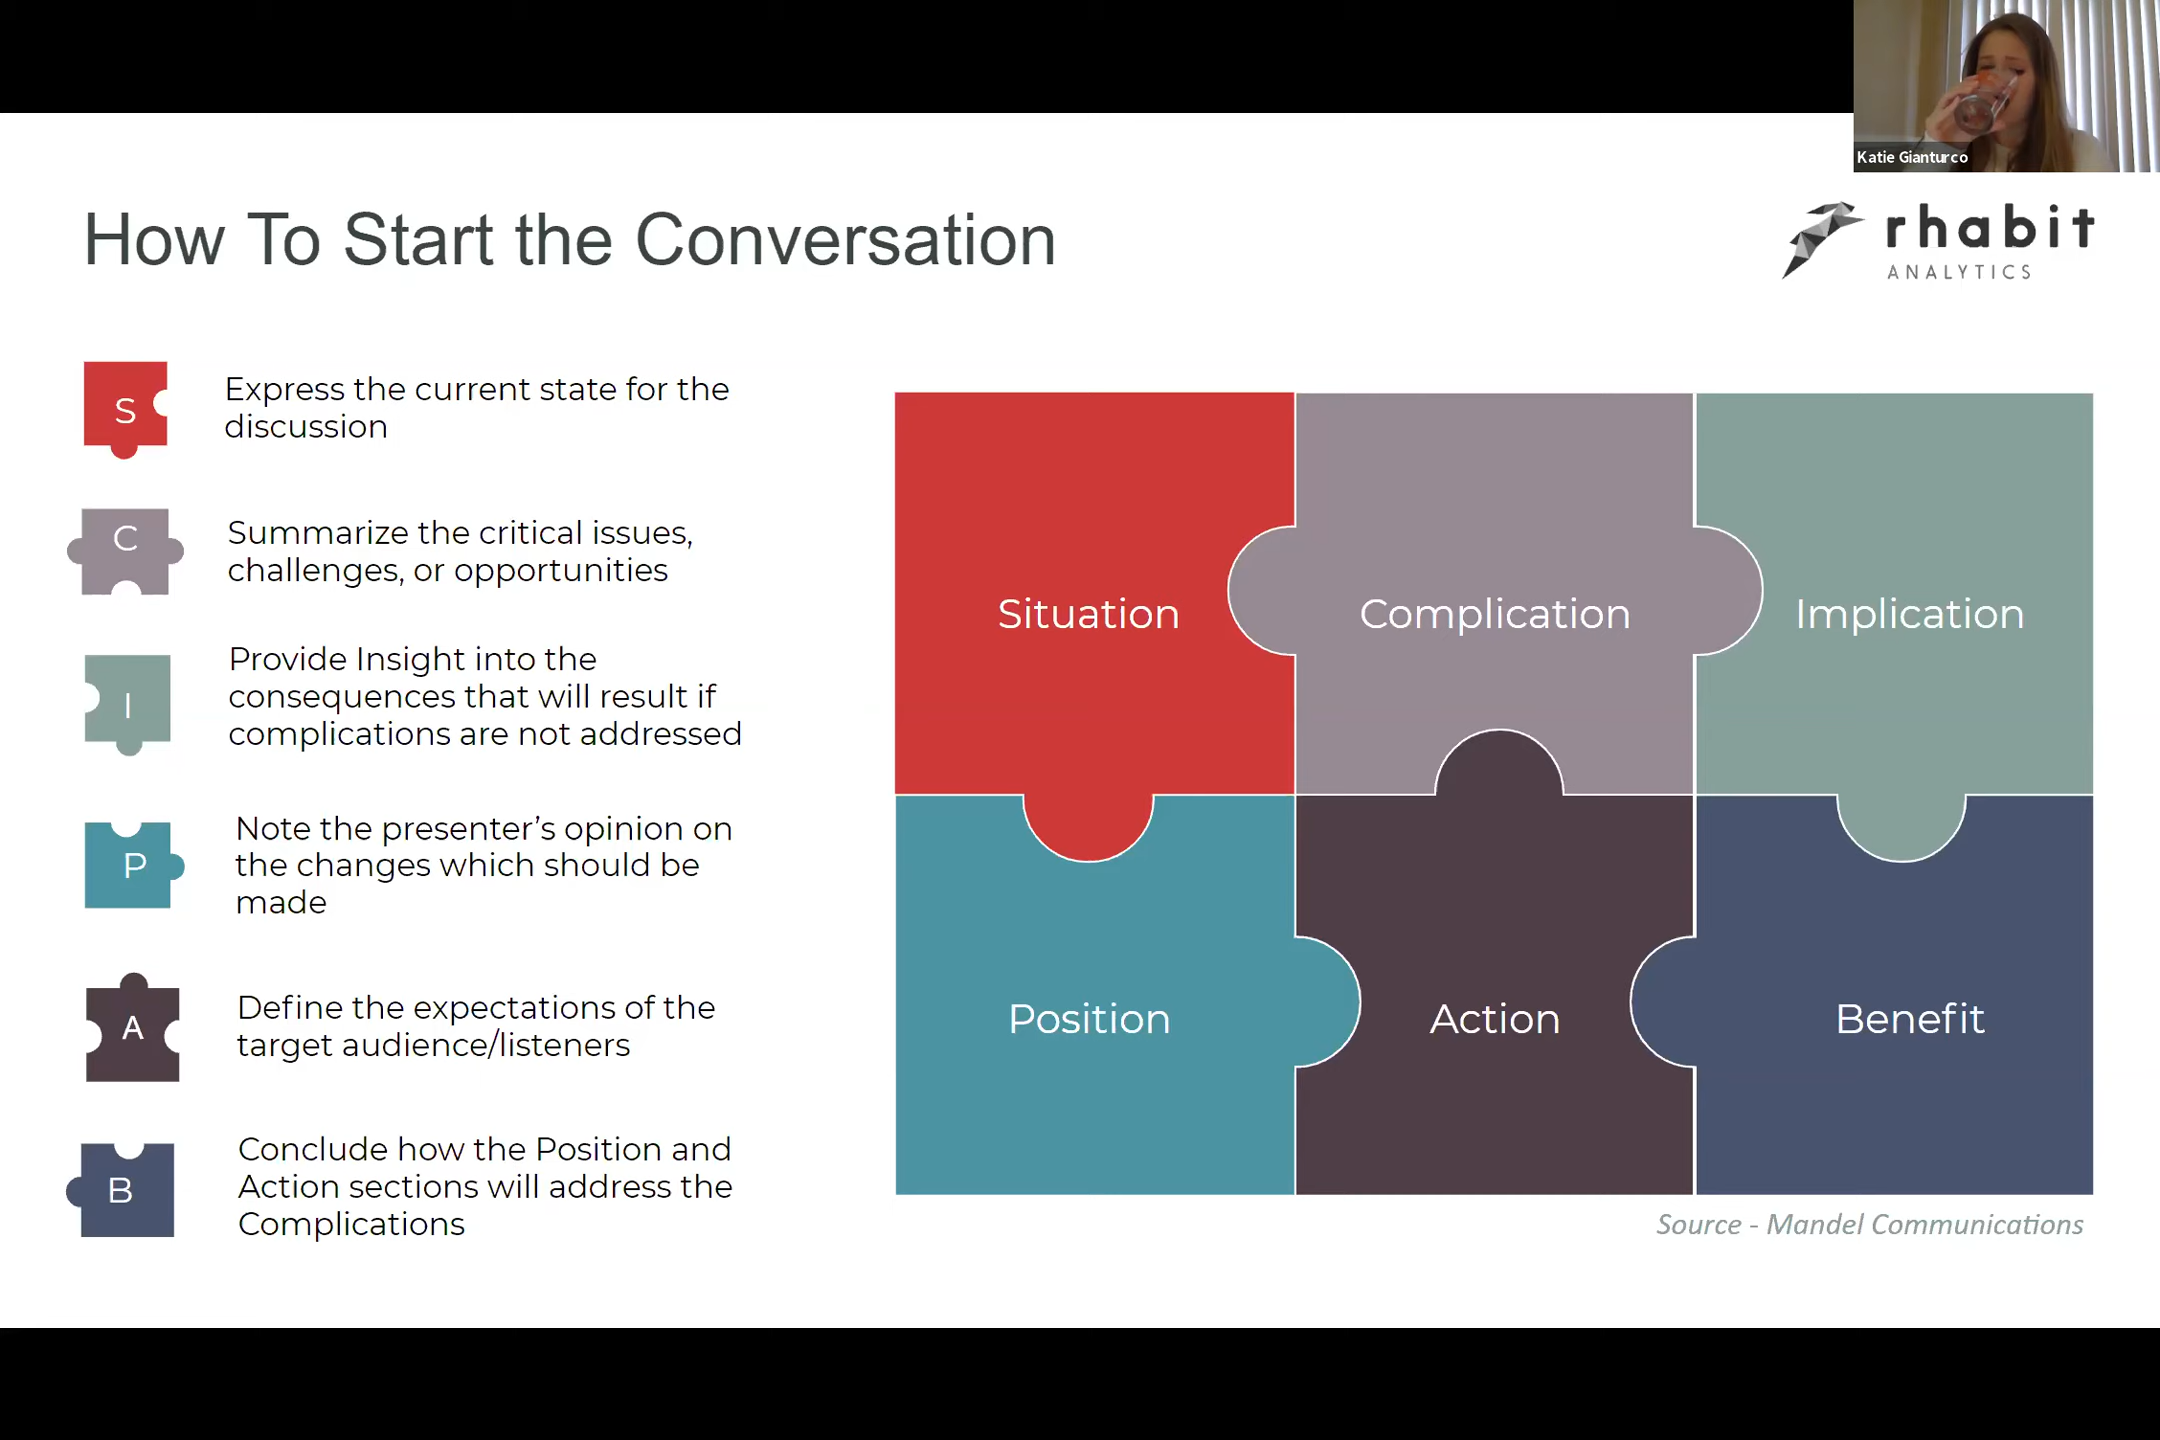 Katie Gianturco
How To Start the Conversation
rhabit
ANALYTICS
S
Express the current state for the
discussion
C
Summarize the critical issues,
challenges, or opportunities
I
Provide Insight into the
consequences that will result if
complications are not addressed
P
Note the presenter’s opinion on
the changes which should be
made
A
Define the expectations of the
target audience/listeners
B
Conclude how the Position and
Action sections will address the
Complications
Situation
Complication
Implication
Position
Action
Benefit
Source - Mandel Communications